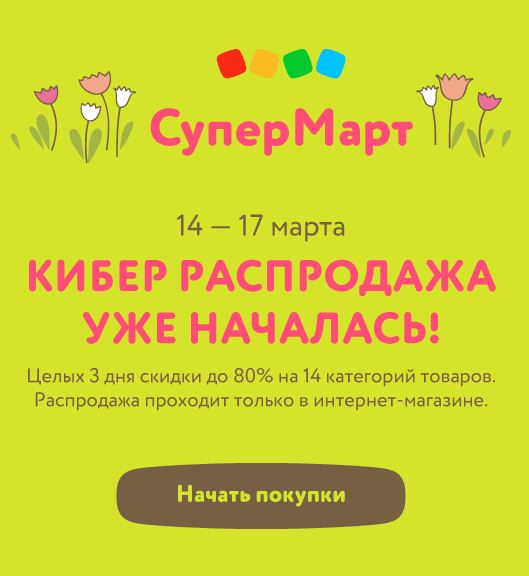 СуперМарт
14 — 17 марта
КИБЕР РАСПРОДАЖА
УЖЕ НАЧАЛАСЬ!
Целых 3 дня скидки до 80% на 14 категорий товаров.
Распродажа проходит только в интернет-магазине.
Начать покупки